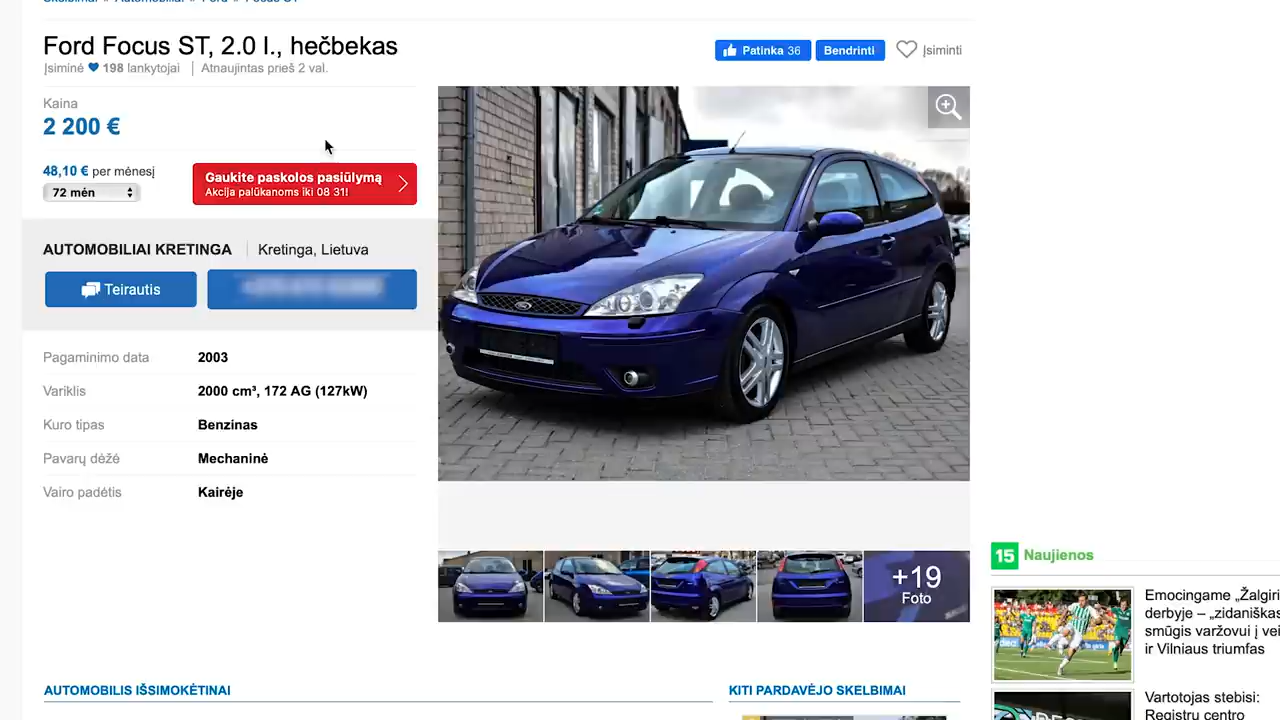 Ford Focus ST, 2.0 l., hečbekas
Įsiminė 198 lankytojai | Atnaujintas prieš 2 val.
Patinka 36
Bendrinti
Įsiminti
Kaina
2 200 €
48,10 € per mėnesį
72 mėn
Gaukite paskolos pasiūlymą
Akcija palūkanoms iki 08 31!
AUTOMOBILIAI KRETINGA | Kretinga, Lietuva
Teirautis
Pagaminimo data 2003
Variklis 2000 cm³, 172 AG (127kW)
Kuro tipas Benzinas
Pavarų dėžė Mechaninė
Vairo padėtis Kairėje
+19
Foto
15 Naujienos
Emocingame „Žalgiri
derbyje – „zidaniškas
smūgis varžovui į vei
ir Vilniaus triumfas
Vartotojas stebisi:
Registrų centro
AUTOMOBILIS IŠSIMOKĖTINAI
KITI PARDAVĖJO SKELBIMAI